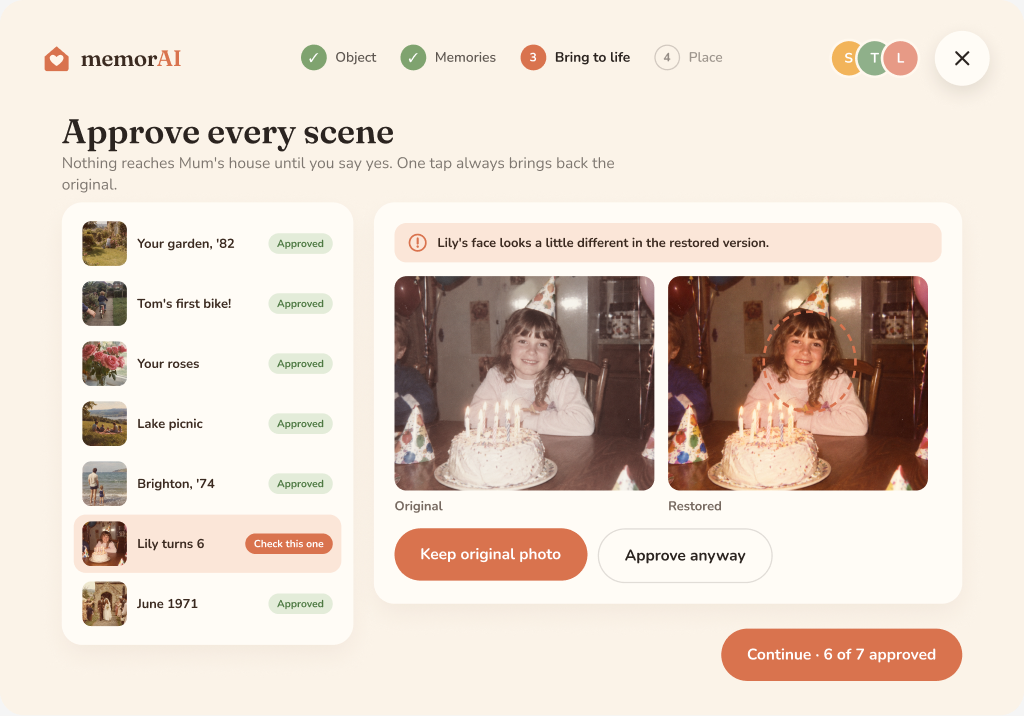 memorAI
✓ Object
✓ Memories
3 Bring to life
4 Place
S
T
L
Approve every scene
Nothing reaches Mum's house until you say yes. One tap always brings back the
original.
Your garden, '82 Approved
Tom's first bike! Approved
Your roses Approved
Lake picnic Approved
Brighton, '74 Approved
Lily turns 6 Check this one
June 1971 Approved
Lily's face looks a little different in the restored version.
Original
Restored
Keep original photo
Approve anyway
Continue · 6 of 7 approved